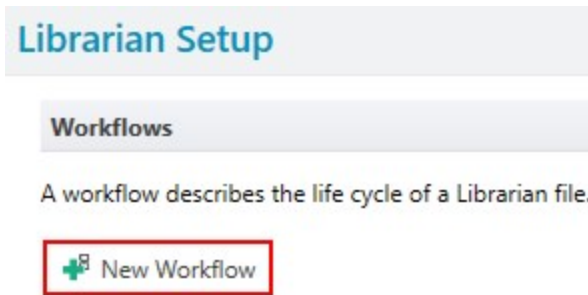 Librarian Setup
Workflows
A workflow describes the life cycle of a Librarian file.
New Workflow